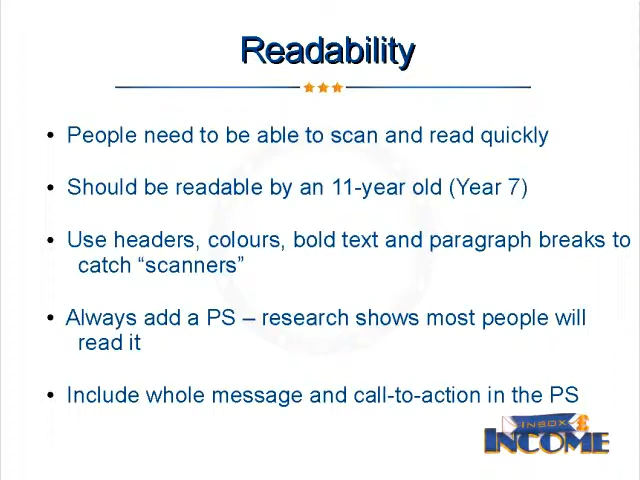 Readability
• People need to be able to scan and read quickly
• Should be readable by an 11-year old (Year 7)
• Use headers, colours, bold text and paragraph breaks to
catch “scanners”
• Always add a PS – research shows most people will
read it
• Include whole message and call-to-action in the PS
INBOX £
INCOME